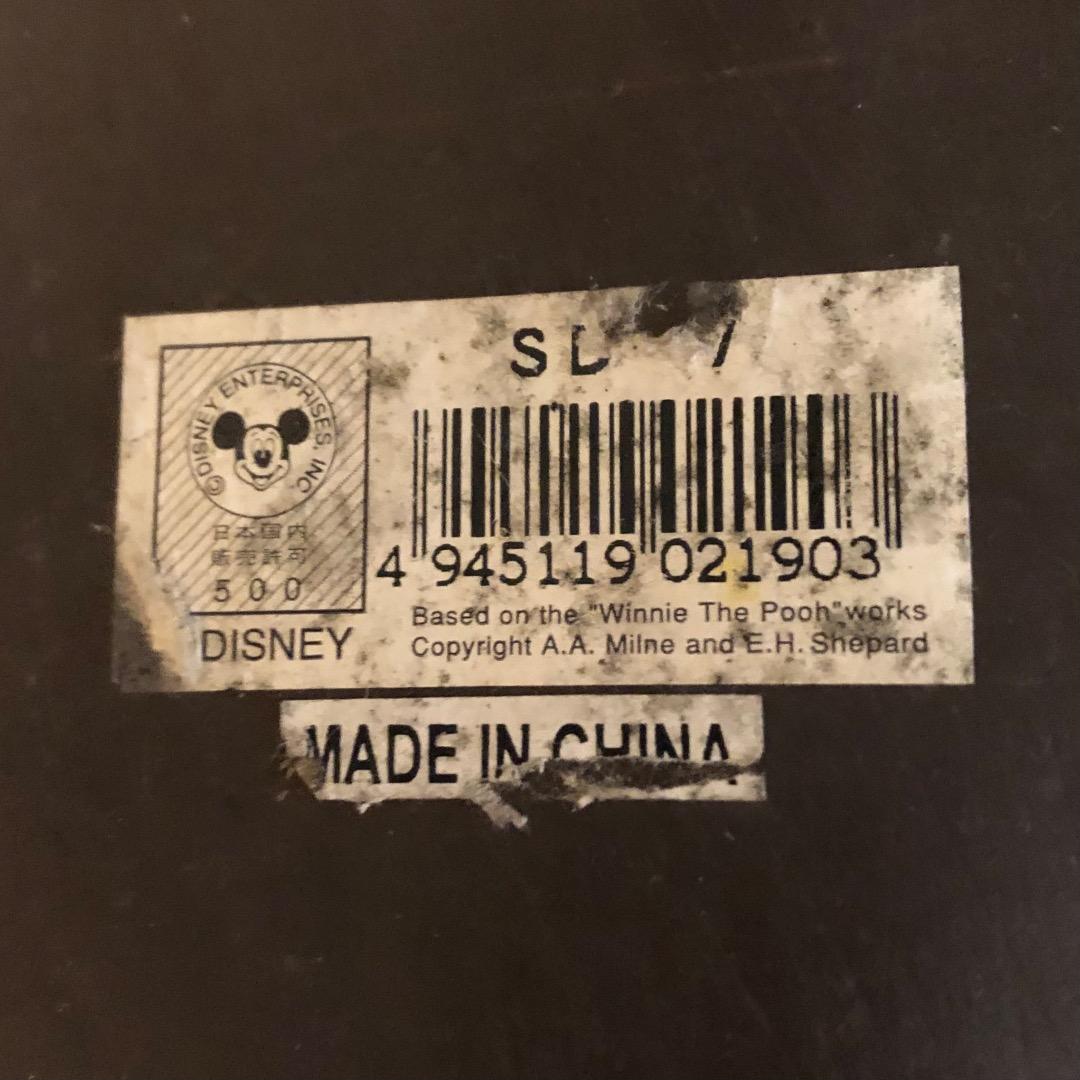 ©DISNEY ENTERPRISES, INC
日本国内
販売許可
500
DISNEY
4 945119 021903
Based on the "Winnie The Pooh" works
Copyright A.A. Milne and E.H. Shepard
MADE IN CHINA